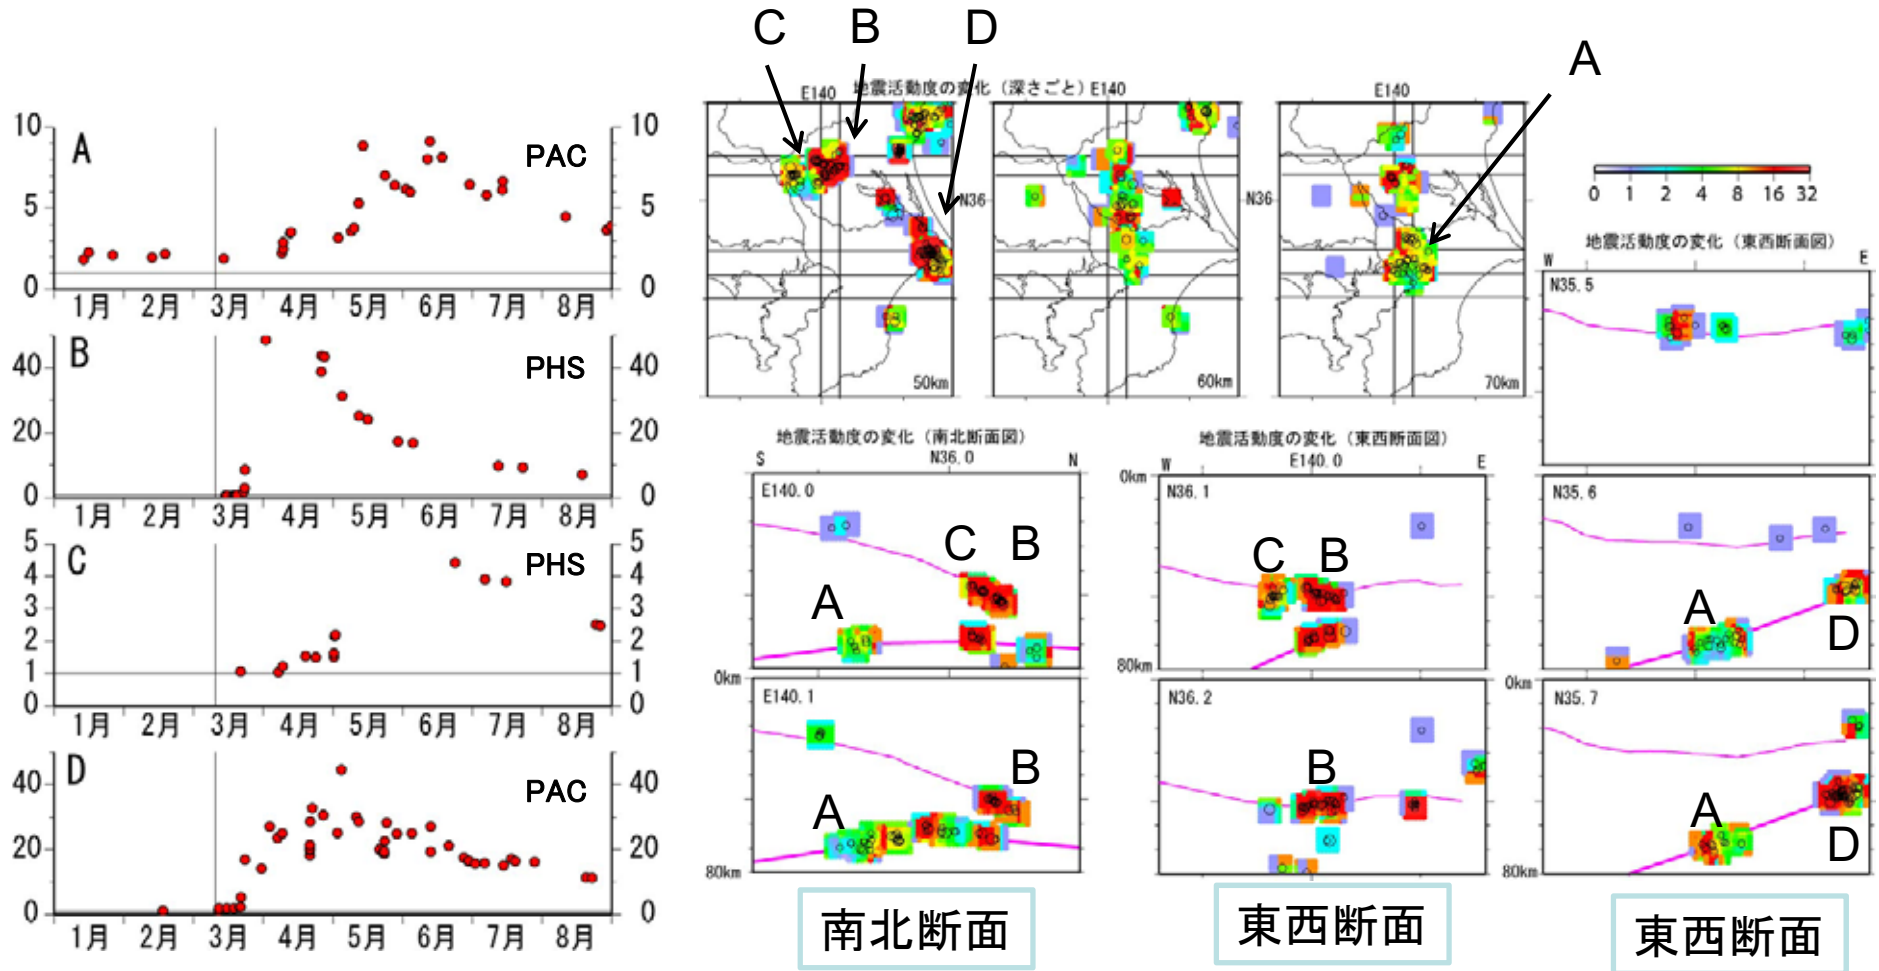 C B D A
地震活動度の変化(深さごと)
E140 E140 E140
N36 N36
50km 60km 70km
0 1 2 4 8 16 32
A PAC
10 10
5 5
0 0
1月 2月 3月 4月 5月 6月 7月 8月
B PHS
40 40
20 20
0 0
1月 2月 3月 4月 5月 6月 7月 8月
C PHS
5 5
4 4
3 3
2 2
1 1
0 0
1月 2月 3月 4月 5月 6月 7月 8月
D PAC
40 40
20 20
0 0
1月 2月 3月 4月 5月 6月 7月 8月
地震活動度の変化(南北断面図)
S N36.0 N
E140.0
C B
A
E140.1
B
A
南北断面
地震活動度の変化(東西断面図)
W E140.0 E
0km
N36.1
C B
80km
0km
N36.2
B
80km
東西断面
地震活動度の変化(東西断面図)
W E
N35.5
N35.6
A
D
0km
N35.7
A
D
80km
東西断面